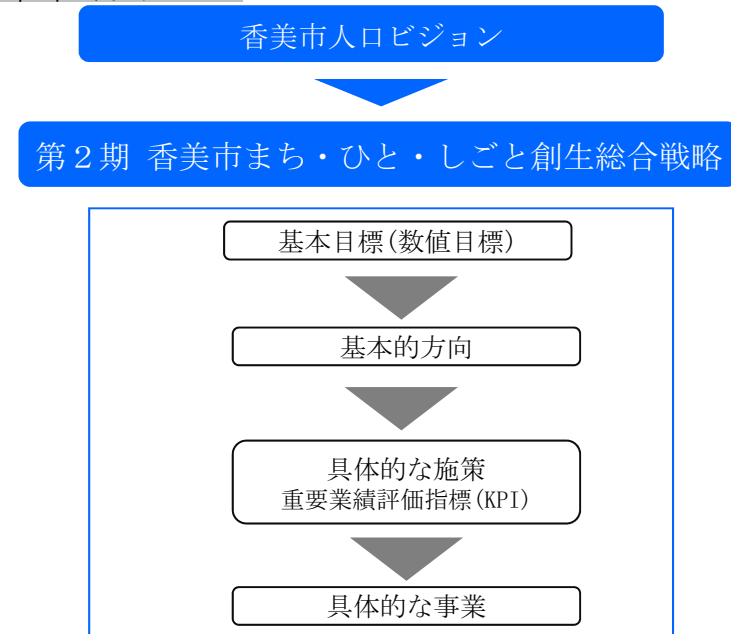 香美市人口ビジョン
第２期 香美市まち・ひと・しごと創生総合戦略
基本目標(数値目標)
基本的方向
具体的な施策
重要業績評価指標(KPI)
具体的な事業